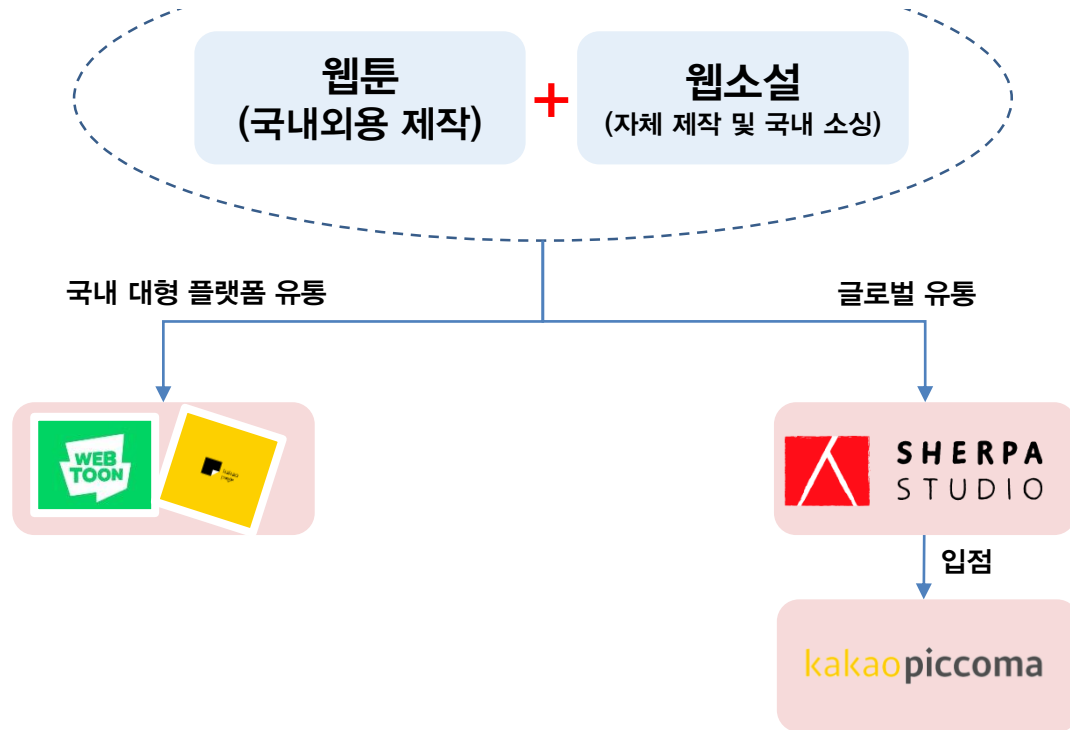 웹툰
(국내외용 제작)
+
웹소설
(자체 제작 및 국내 소싱)
국내 대형 플랫폼 유통
글로벌 유통
WEB
TOON
SHERPA
STUDIO
입점
kakaopiccoma